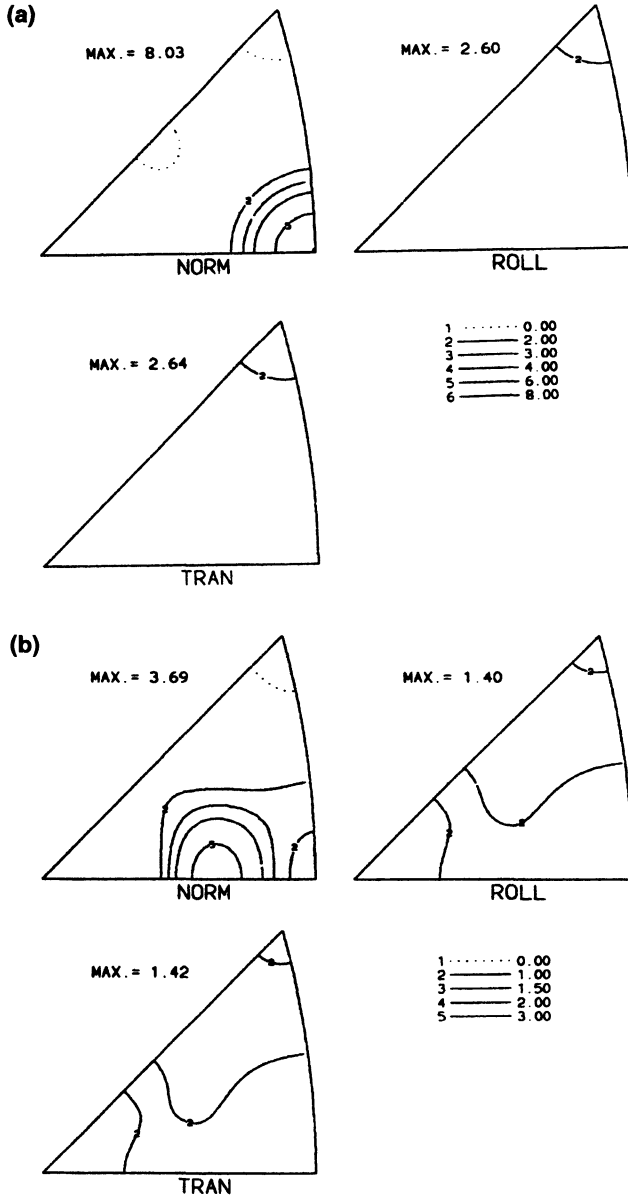 (a)
MAX.= 8.03
MAX.= 2.60
2
2
5
NORM
ROLL
MAX.= 2.64
2
1 0.00
2 2.00
3 3.00
4 4.00
5 6.00
6 8.00
TRAN
(b)
MAX.= 3.69
MAX.= 1.40
2
2
5
2
2
2
NORM
ROLL
MAX.= 1.42
2
1 0.00
2 1.00
3 1.50
4 2.00
5 3.00
2
2
TRAN